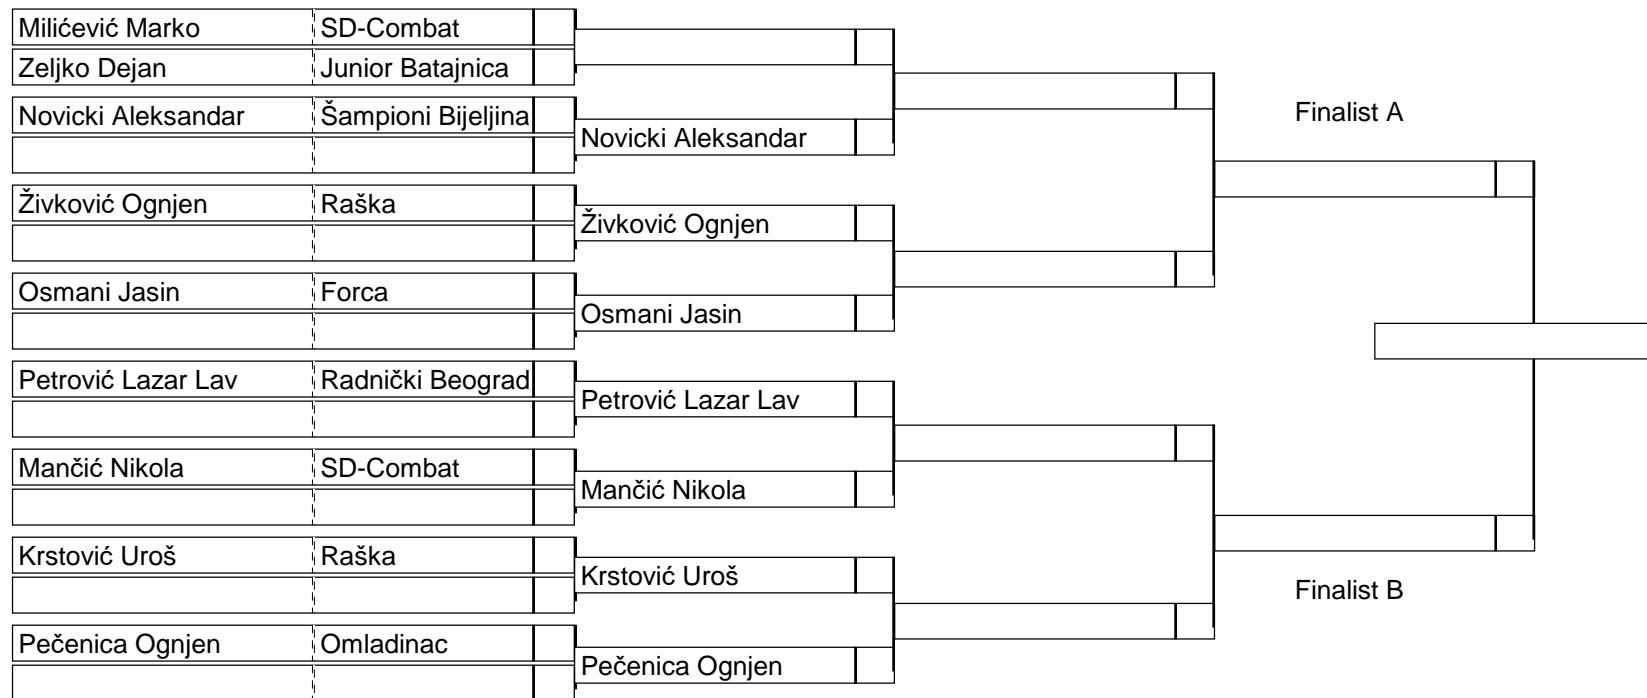 Milićević Marko SD-Combat
Zeljko Dejan Junior Batajnica
Novicki Aleksandar Šampioni Bijeljina
Finalist A
Novicki Aleksandar
Živković Ognjen Raška
Živković Ognjen
Osmani Jasin Forca
Osmani Jasin
Petrović Lazar Lav Radnički Beograd
Petrović Lazar Lav
Mančić Nikola SD-Combat
Mančić Nikola
Krstović Uroš Raška
Krstović Uroš
Finalist B
Pečenica Ognjen Omladinac
Pečenica Ognjen